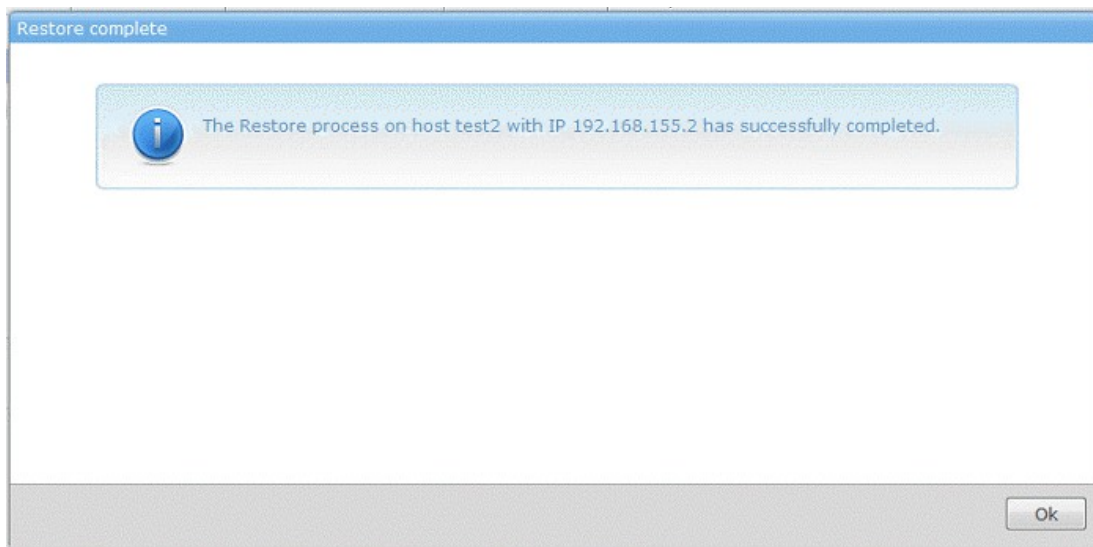 Restore complete
The Restore process on host test2 with IP 192.168.155.2 has successfully completed.
Ok